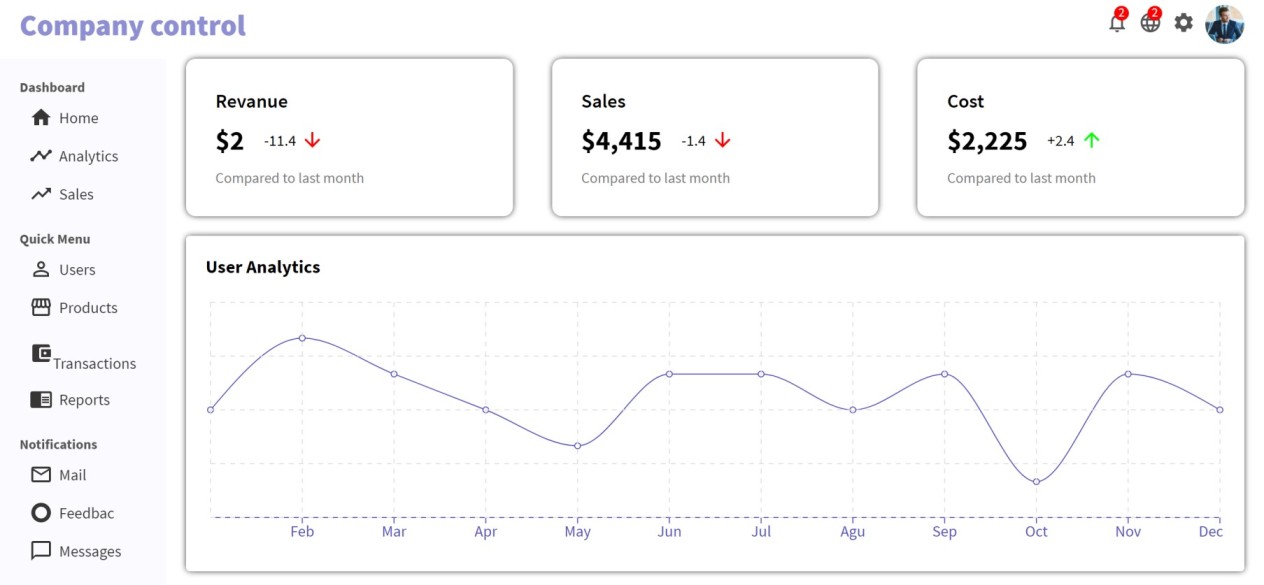 Company control
2
2
Dashboard
Home
Analytics
Sales
Quick Menu
Users
Products
Transactions
Reports
Notifications
Mail
Feedbac
Messages
Revanue
$2 -11.4
Compared to last month
Sales
$4,415 -1.4
Compared to last month
Cost
$2,225 +2.4
Compared to last month
User Analytics
Feb Mar Apr May Jun Jul Agu Sep Oct Nov Dec